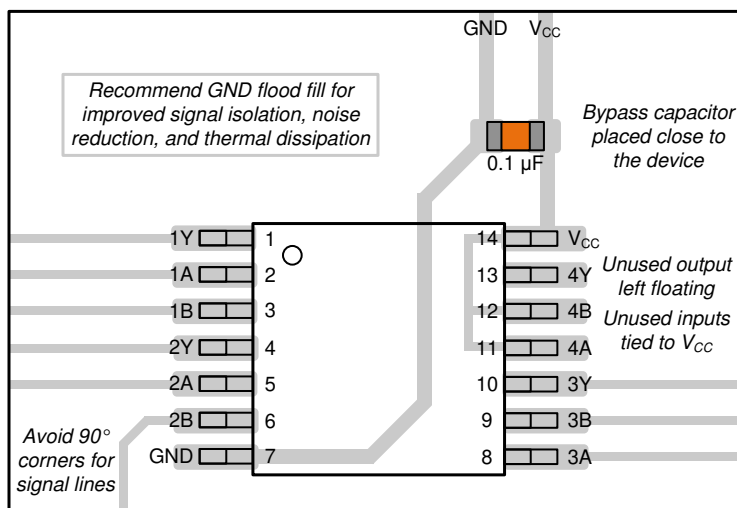 GND VCC
Recommend GND flood fill for
improved signal isolation, noise
reduction, and thermal dissipation
Bypass capacitor
placed close to
the device
0.1 µF
1Y 1 14 VCC
1A 2 13 4Y
Unused output
left floating
1B 3 12 4B
Unused inputs
tied to VCC
2Y 4 11 4A
2A 5 10 3Y
2B 6 9 3B
GND 7 8 3A
Avoid 90°
corners for
signal lines